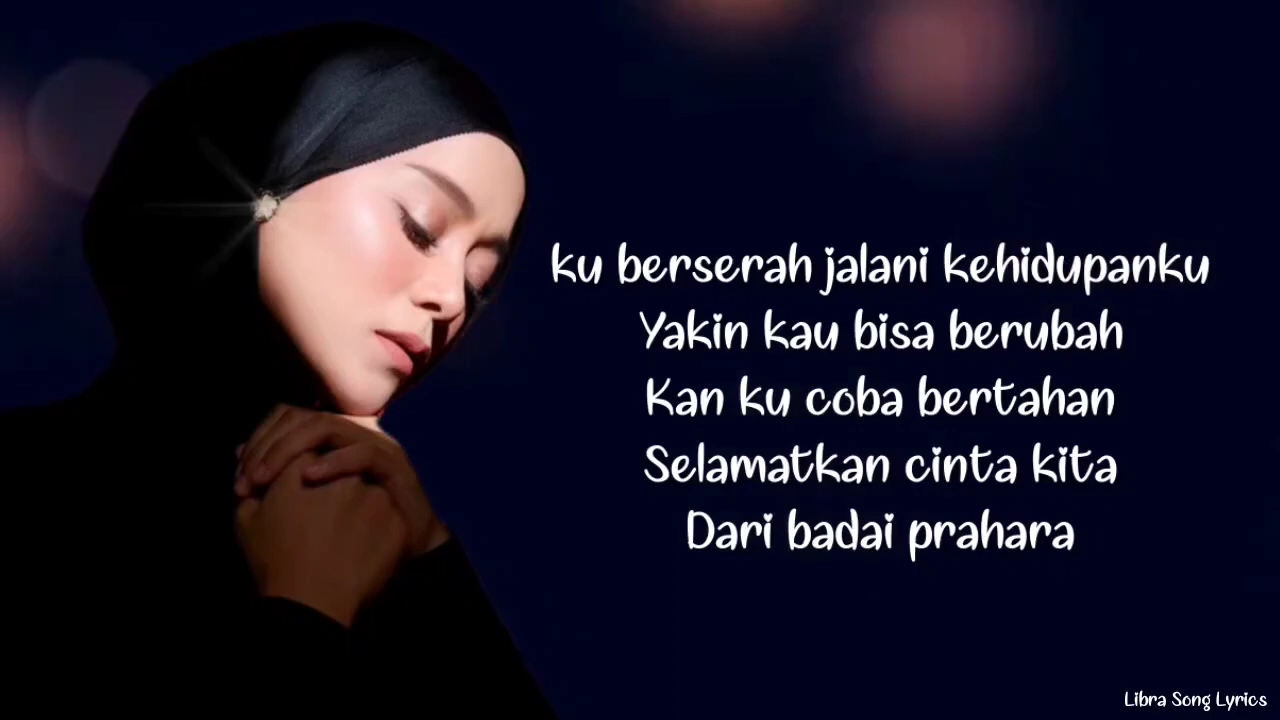 ku berserah jalani kehidupanku
Yakin kau bisa berubah
Kan ku coba bertahan
Selamatkan cinta kita
Dari badai prahara
Libra Song Lyrics